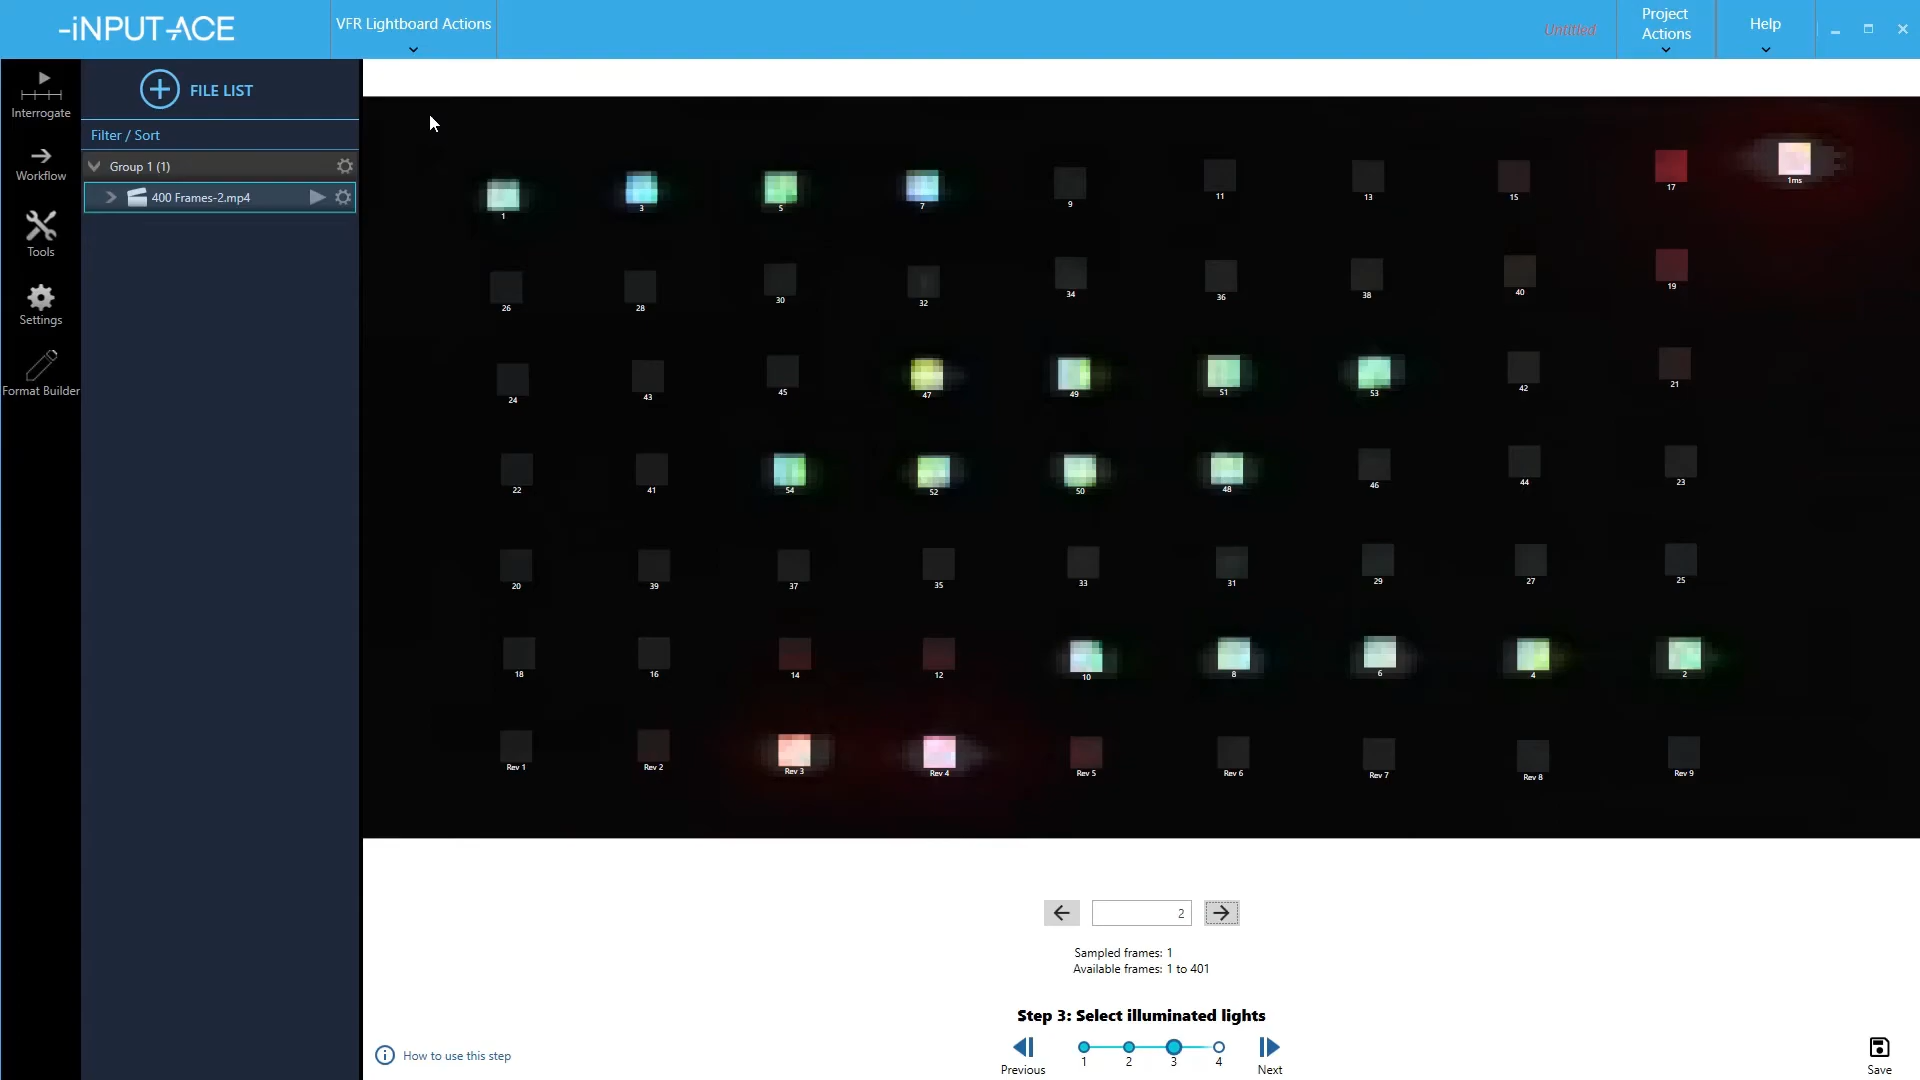 -iNPUT-ACE
VFR Lightboard Actions
Untitled
Project Actions
Help
Interrogate
Workflow
Tools
Settings
Format Builder
FILE LIST
Filter / Sort
Group 1 (1)
400 Frames-2.mp4
1 3 5 7 9 11 13 15 17 1ms
26 28 30 32 34 36 38 40 19
24 43 45 47 49 51 53 42 21
22 41 54 52 50 48 46 44 23
20 39 37 35 33 31 29 27 25
18 16 14 12 10 8 6 4 2
Rev 1 Rev 2 Rev 3 Rev 4 Rev 5 Rev 6 Rev 7 Rev 8 Rev 9
2
Sampled frames: 1
Available frames: 1 to 401
Step 3: Select illuminated lights
How to use this step
Previous
1 2 3 4
Next
Save